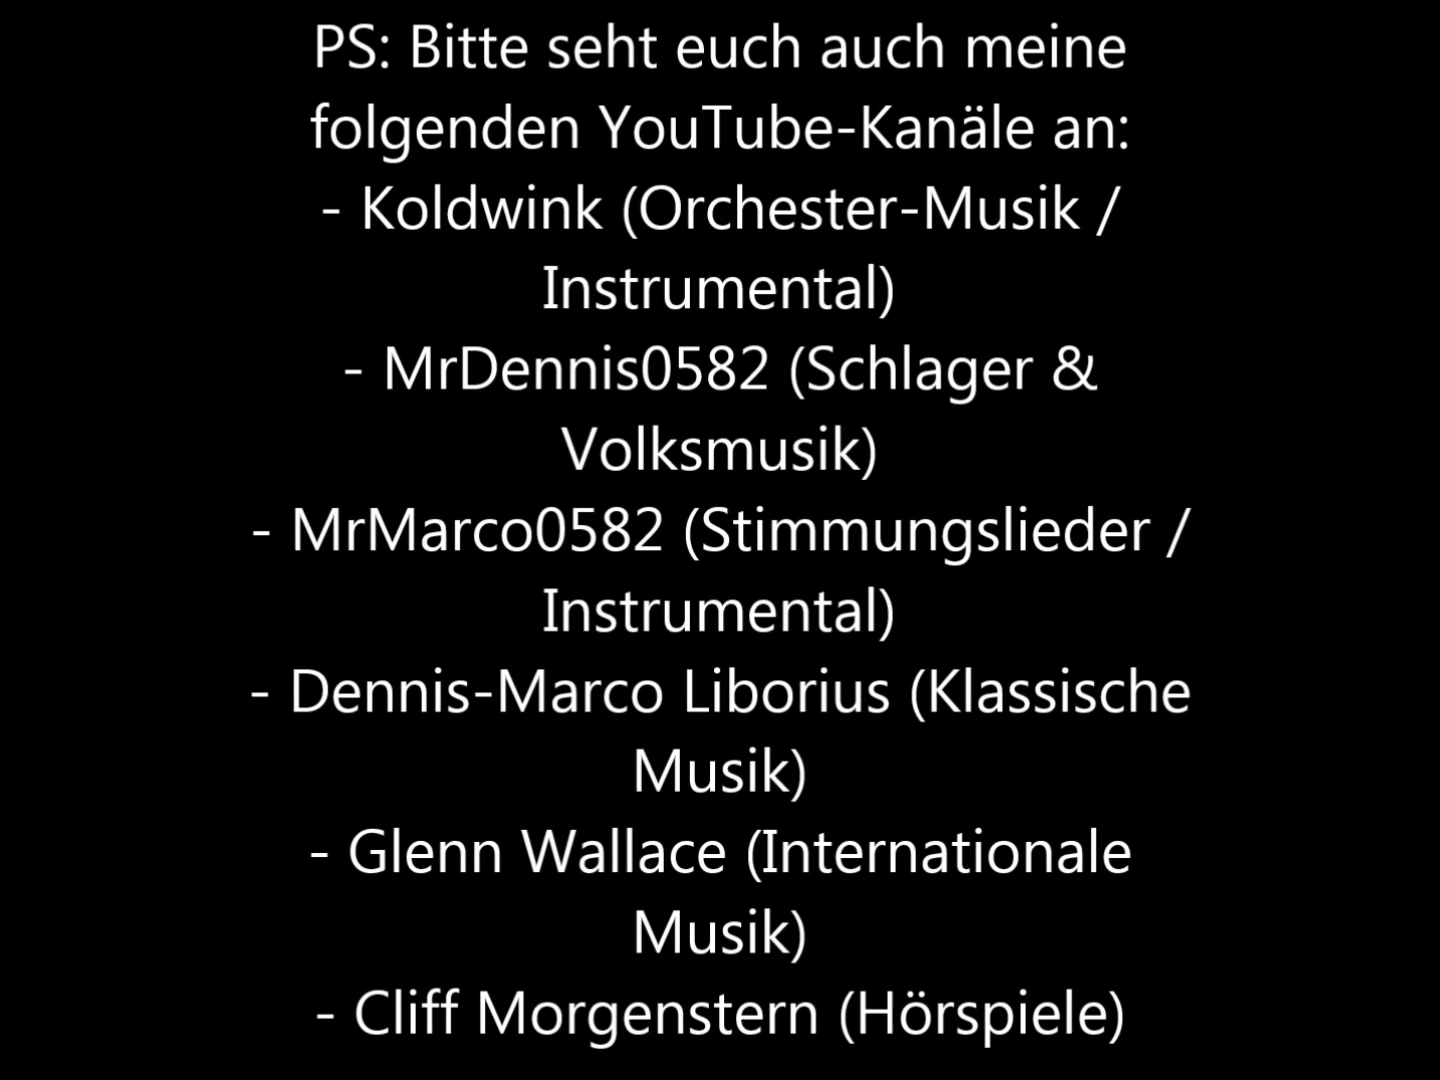 PS: Bitte seht euch auch meine
folgenden YouTube-Kanäle an:
- Koldwink (Orchester-Musik /
Instrumental)
- MrDennis0582 (Schlager &
Volksmusik)
- MrMarco0582 (Stimmungslieder /
Instrumental)
- Dennis-Marco Liborius (Klassische
Musik)
- Glenn Wallace (Internationale
Musik)
- Cliff Morgenstern (Hörspiele)